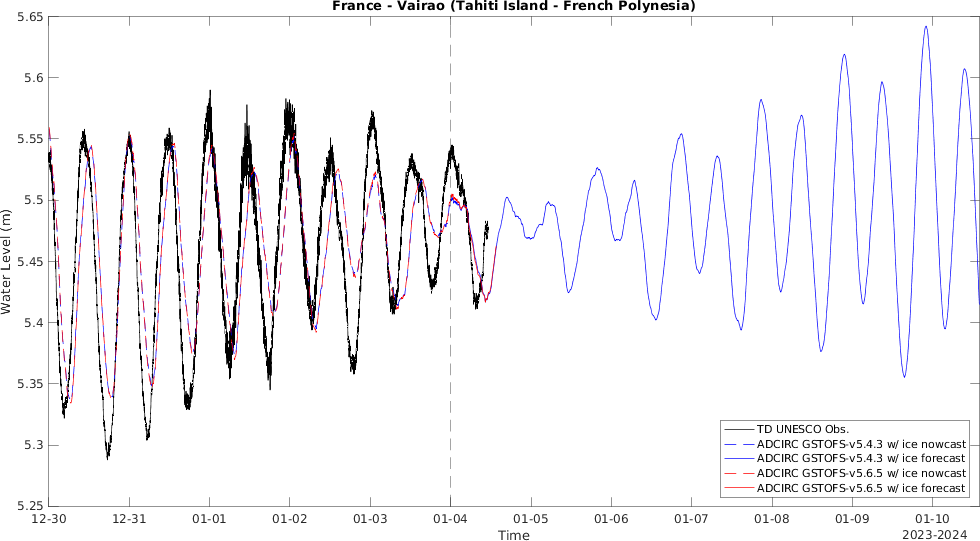 France - Vairao (Tahiti Island - French Polynesia)
5.65
5.6
5.55
5.5
5.45
5.4
5.35
5.3
5.25
Water Level (m)
TD UNESCO Obs.
ADCIRC GSTOFS-v5.4.3 w/ ice nowcast
ADCIRC GSTOFS-v5.4.3 w/ ice forecast
ADCIRC GSTOFS-v5.6.5 w/ ice nowcast
ADCIRC GSTOFS-v5.6.5 w/ ice forecast
12-30 12-31 01-01 01-02 01-03 01-04 01-05 01-06 01-07 01-08 01-09 01-10
Time
2023-2024